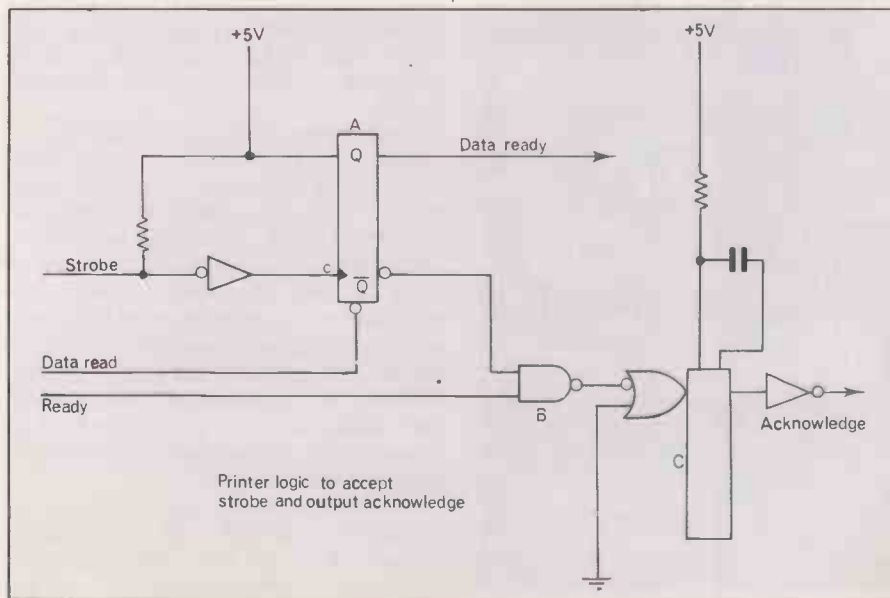 +5V
+5V
A
Q
Data ready
Strobe
c
Q̅
Data read
Ready
B
C
Acknowledge
Printer logic to accept
strobe and output acknowledge